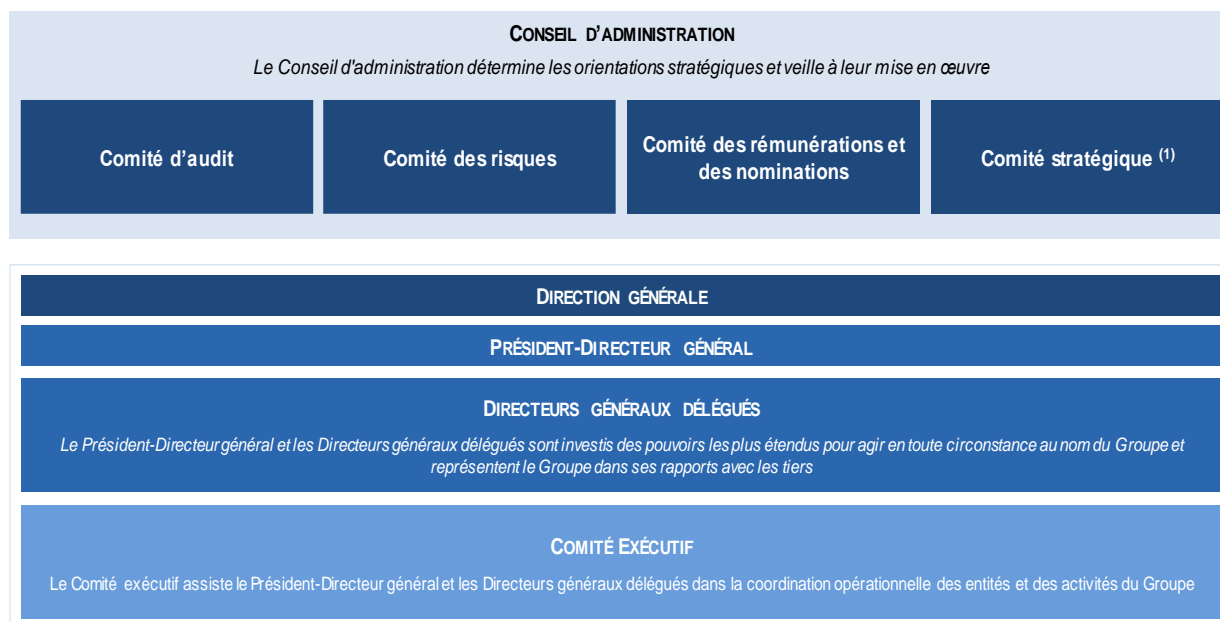 CONSEIL D'ADMINISTRATION
Le Conseil d'administration détermine les orientations stratégiques et veille à leur mise en œuvre
Comité d'audit
Comité des risques
Comité des rémunérations et
des nominations
Comité stratégique (1)
DIRECTION GÉNÉRALE
PRÉSIDENT-DIRECTEUR GÉNÉRAL
DIRECTEURS GÉNÉRAUX DÉLÉGUÉS
Le Président-Directeur général et les Directeurs généraux délégués sont investis des pouvoirs les plus étendus pour agir en toute circonstance au nom du Groupe et
représentent le Groupe dans ses rapports avec les tiers
COMITÉ EXÉCUTIF
Le Comité exécutif assiste le Président-Directeur général et les Directeurs généraux délégués dans la coordination opérationnelle des entités et des activités du Groupe